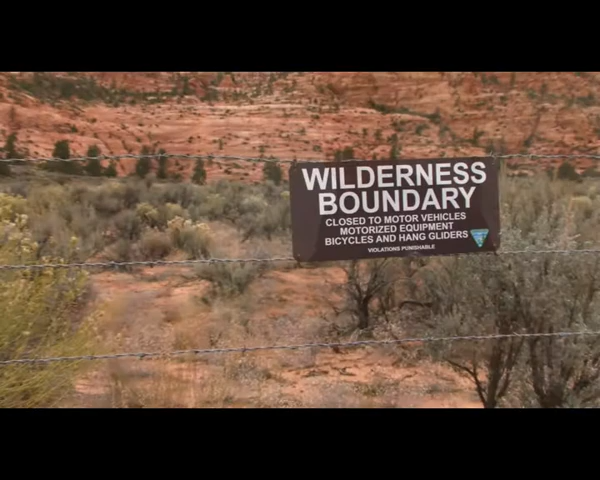 WILDERNESS
BOUNDARY
CLOSED TO MOTOR VEHICLES
MOTORIZED EQUIPMENT
BICYCLES AND HANG GLIDERS
VIOLATIONS PUNISHABLE